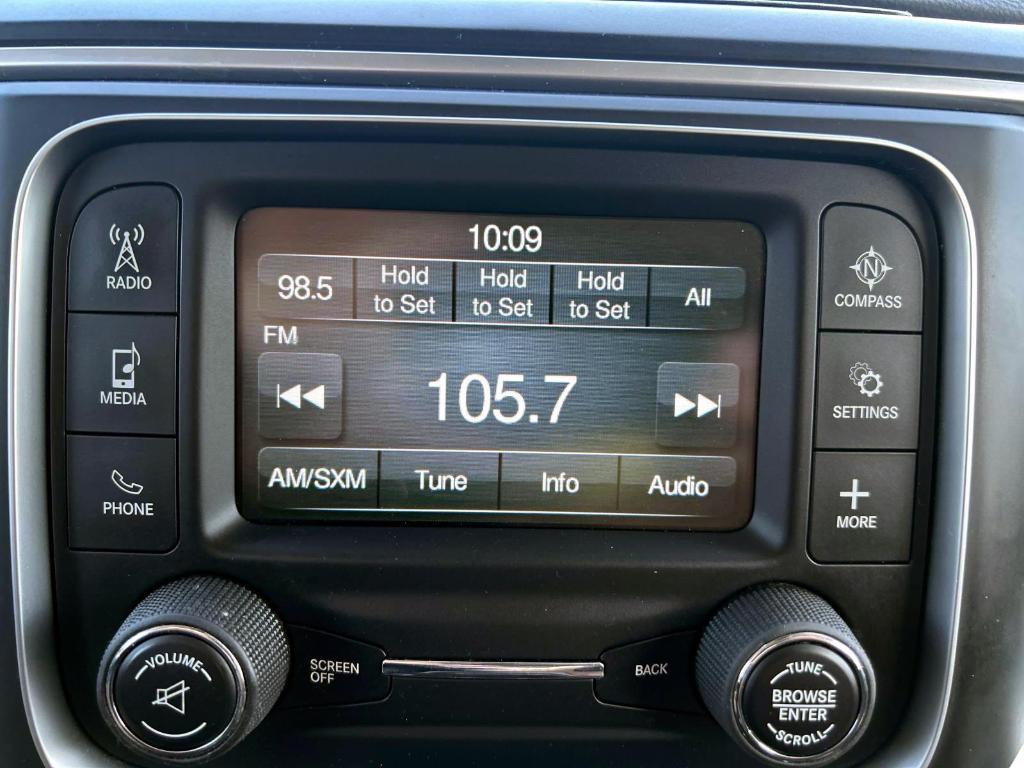 10:09
98.5
Hold
to Set
Hold
to Set
Hold
to Set
All
FM
105.7
AM/SXM
Tune
Info
Audio
RADIO
MEDIA
PHONE
N
COMPASS
SETTINGS
MORE
VOLUME
SCREEN
OFF
BACK
TUNE
BROWSE
ENTER
SCROLL